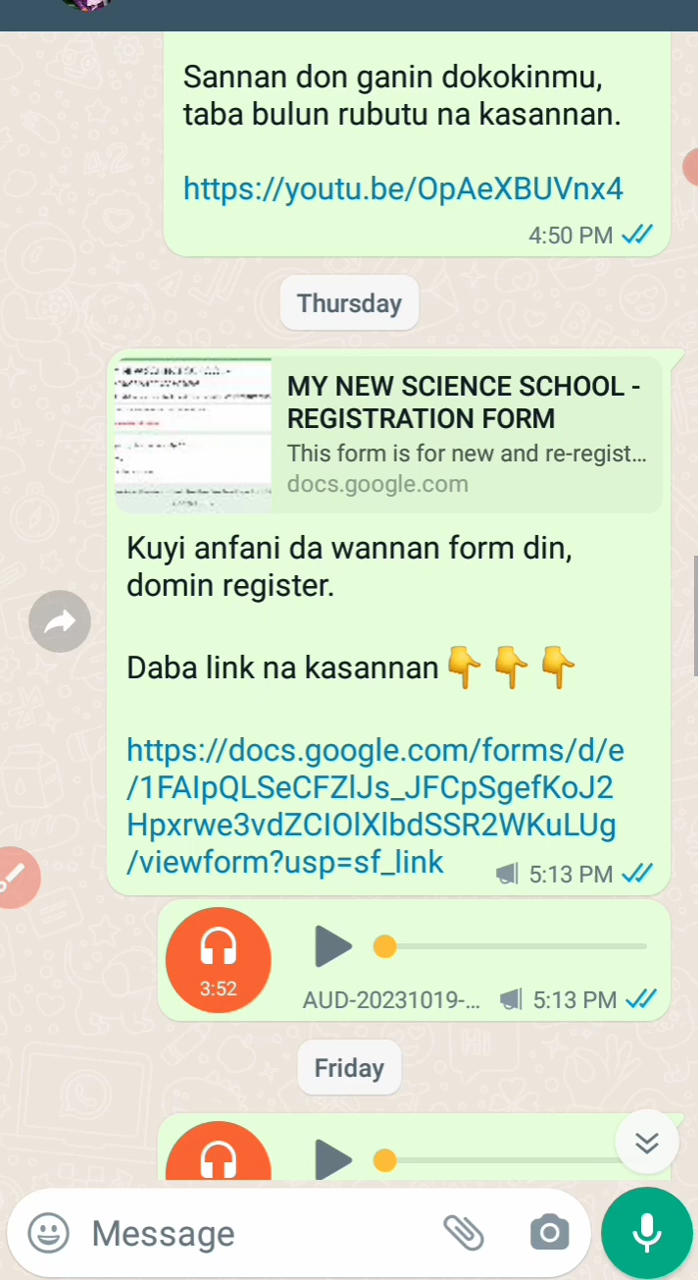 Sannan don ganin dokokinmu,
taba bulun rubutu na kasannan.
https://youtu.be/OpAeXBUVnx4
4:50 PM
Thursday
MY NEW SCIENCE SCHOOL -
REGISTRATION FORM
This form is for new and re-regist...
docs.google.com
Kuyi anfani da wannan form din,
domin register.
Daba link na kasannan👇👇👇
https://docs.google.com/forms/d/e
/1FAIpQLSeCFZlJs_JFCpSgefKoJ2
Hpxrwe3vdZCIOlXlbdSSR2WKuLUg
/viewform?usp=sf_link
5:13 PM
3:52
AUD-20231019-...
5:13 PM
Friday
Message